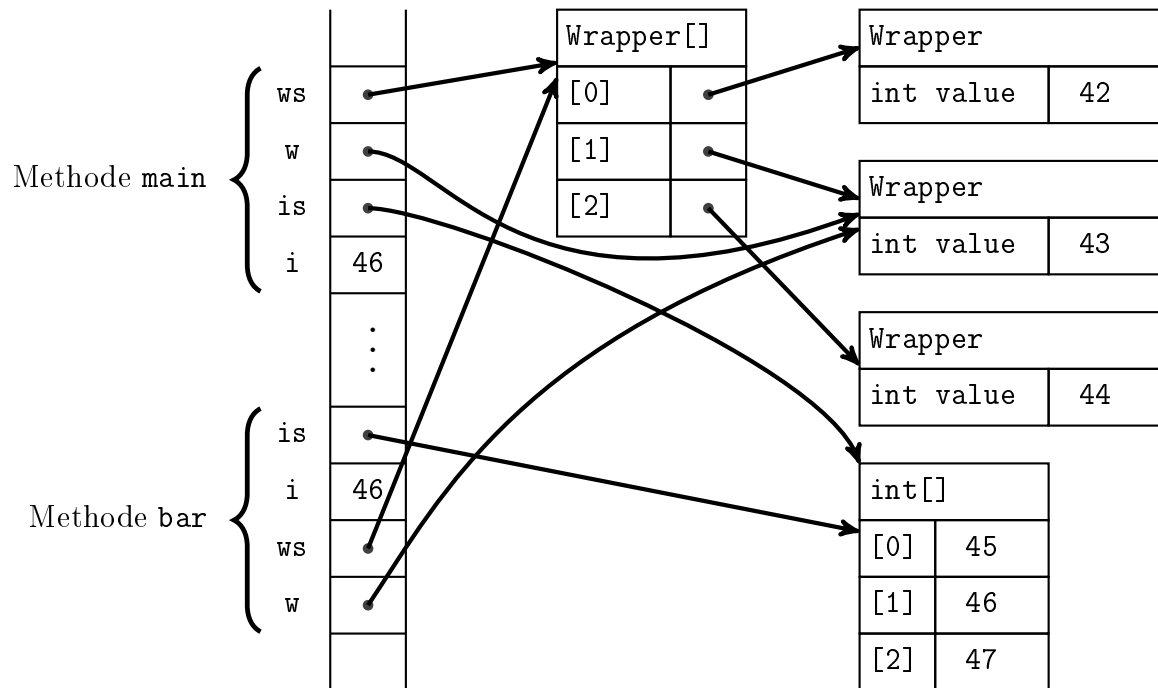 Methode main
ws
w
is
i 46
⋮
Methode bar
is
i 46
ws
w
Wrapper[]
[0]
[1]
[2]
Wrapper
int value 42
Wrapper
int value 43
Wrapper
int value 44
int[]
[0] 45
[1] 46
[2] 47